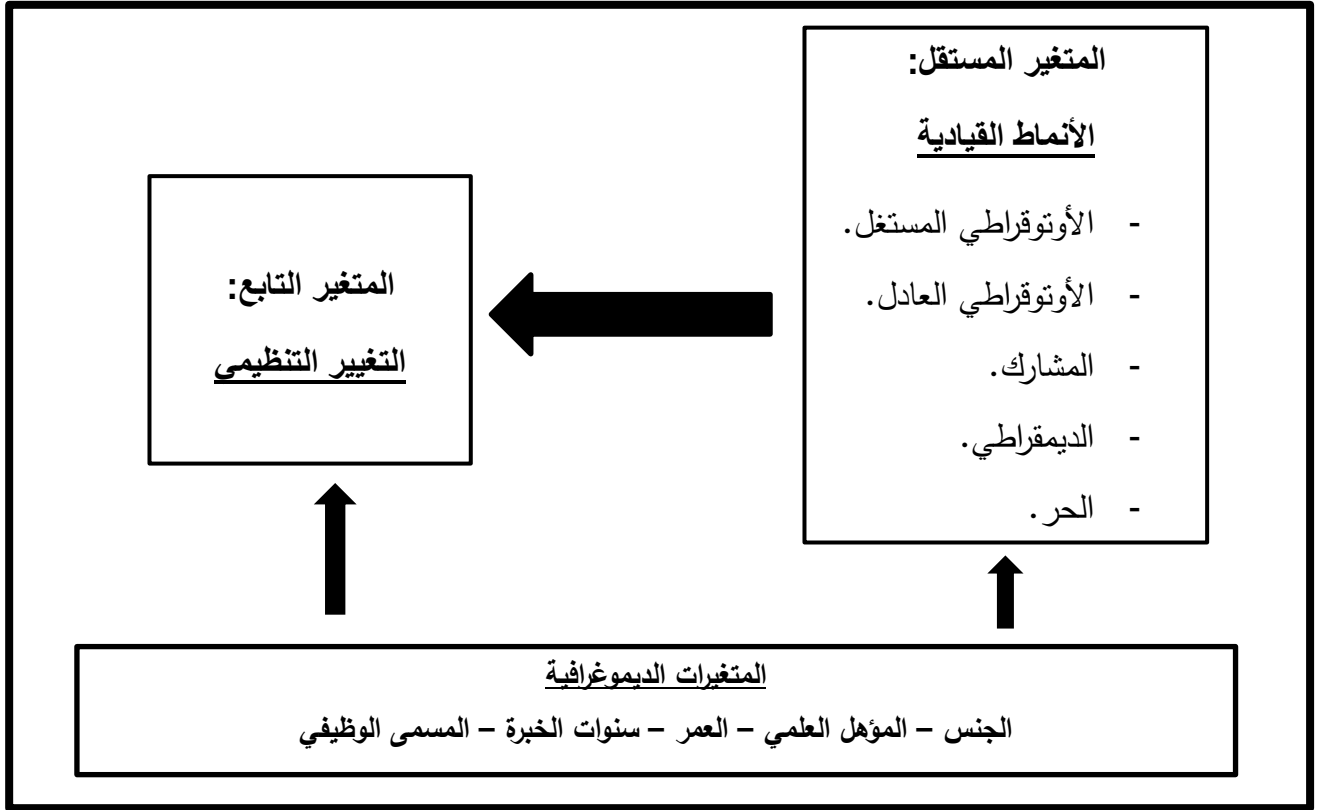 المتغير المستقل:
الأنماط القيادية
- الأوتوقراطي المستغل.
- الأوتوقراطي العادل.
- المشارك.
- الديمقراطي.
- الحر.
المتغير التابع:
التغيير التنظيمي
المتغيرات الديموغرافية
الجنس – المؤهل العلمي – العمر – سنوات الخبرة – المسمى الوظيفي